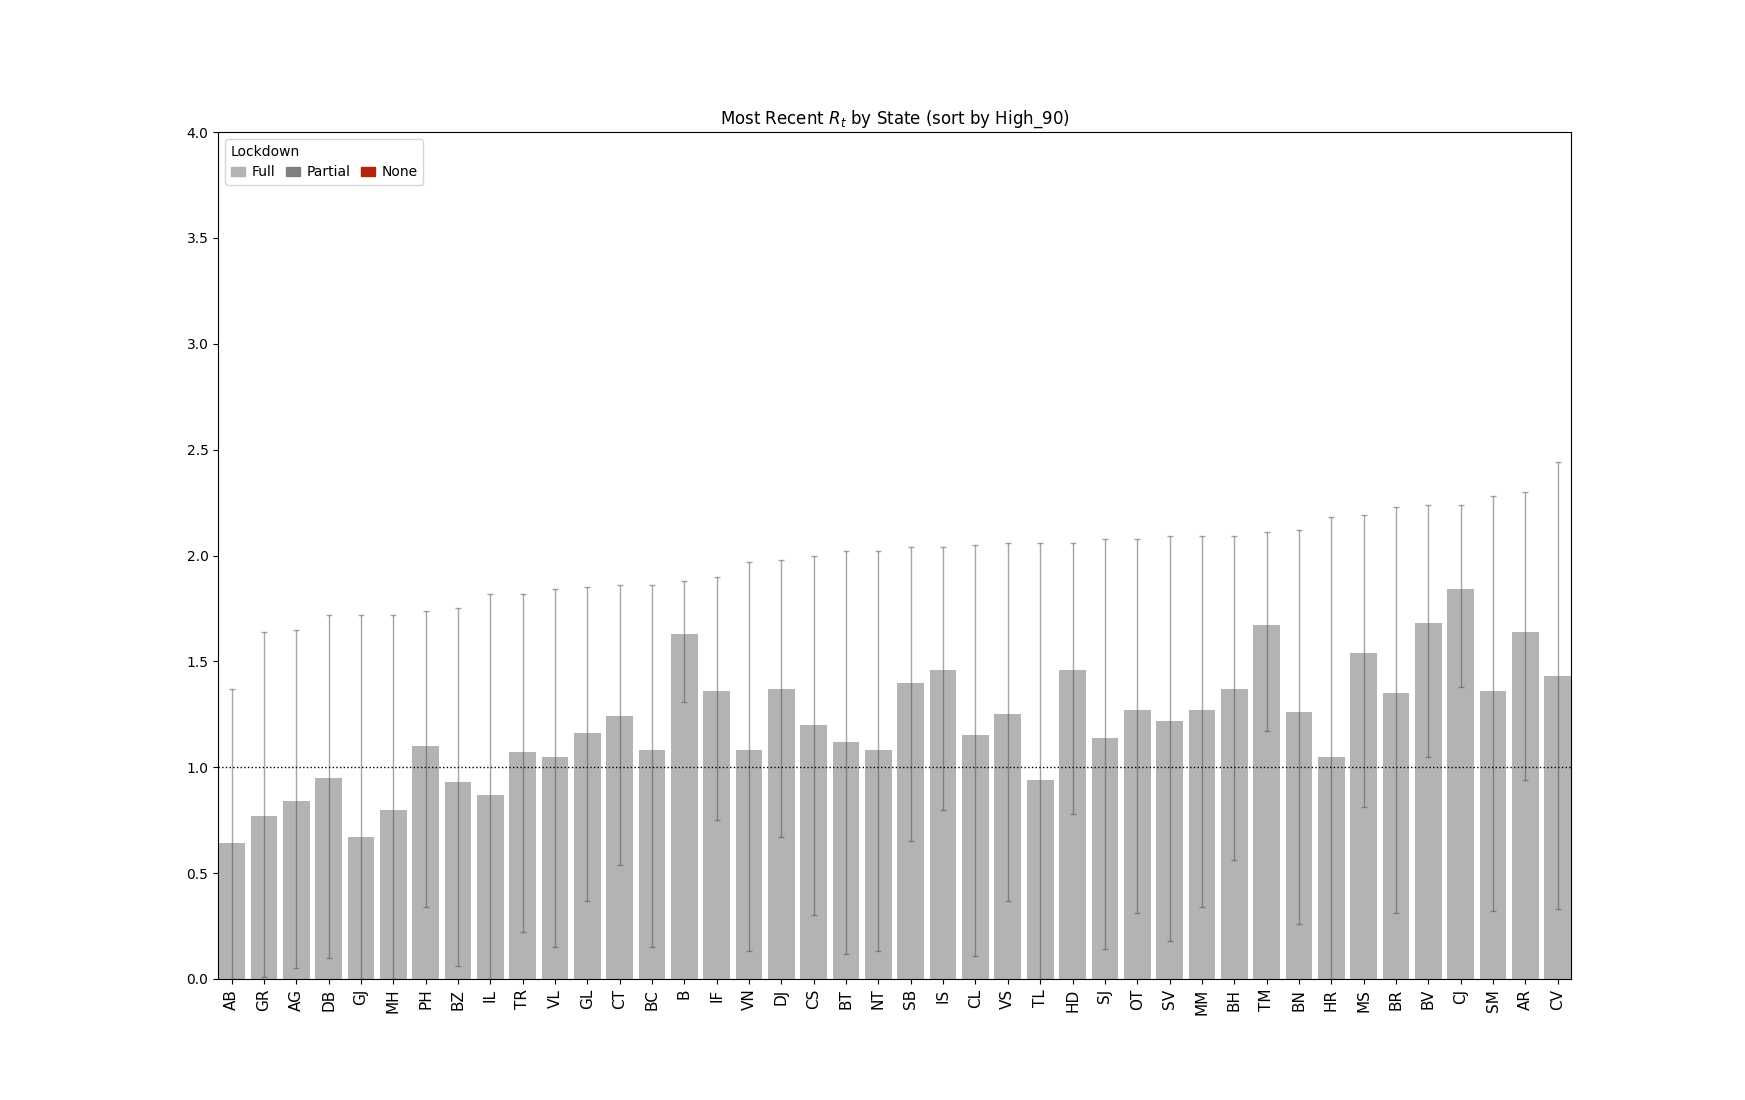 Most Recent R_t by State (sort by High_90)
Lockdown
Full Partial None
4.0
3.5
3.0
2.5
2.0
1.5
1.0
0.5
0.0
AB GR AG DB GJ MH PH BZ IL TR VL GL CT BC B IF VN DJ CS BT NT SB IS CL VS TL HD SJ OT SV MM BH TM BN HR MS BR BV CJ SM AR CV